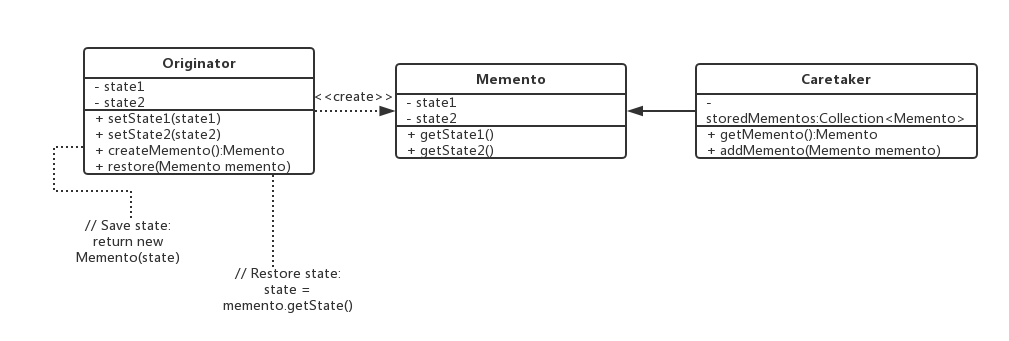 Originator
- state1
- state2
+ setState1(state1)
+ setState2(state2)
+ createMemento():Memento
+ restore(Memento memento)
<<create>>
Memento
- state1
- state2
+ getState1()
+ getState2()
Caretaker
-
storedMementos:Collection<Memento>
+ getMemento():Memento
+ addMemento(Memento memento)
// Save state:
return new
Memento(state)
// Restore state:
state =
memento.getState()